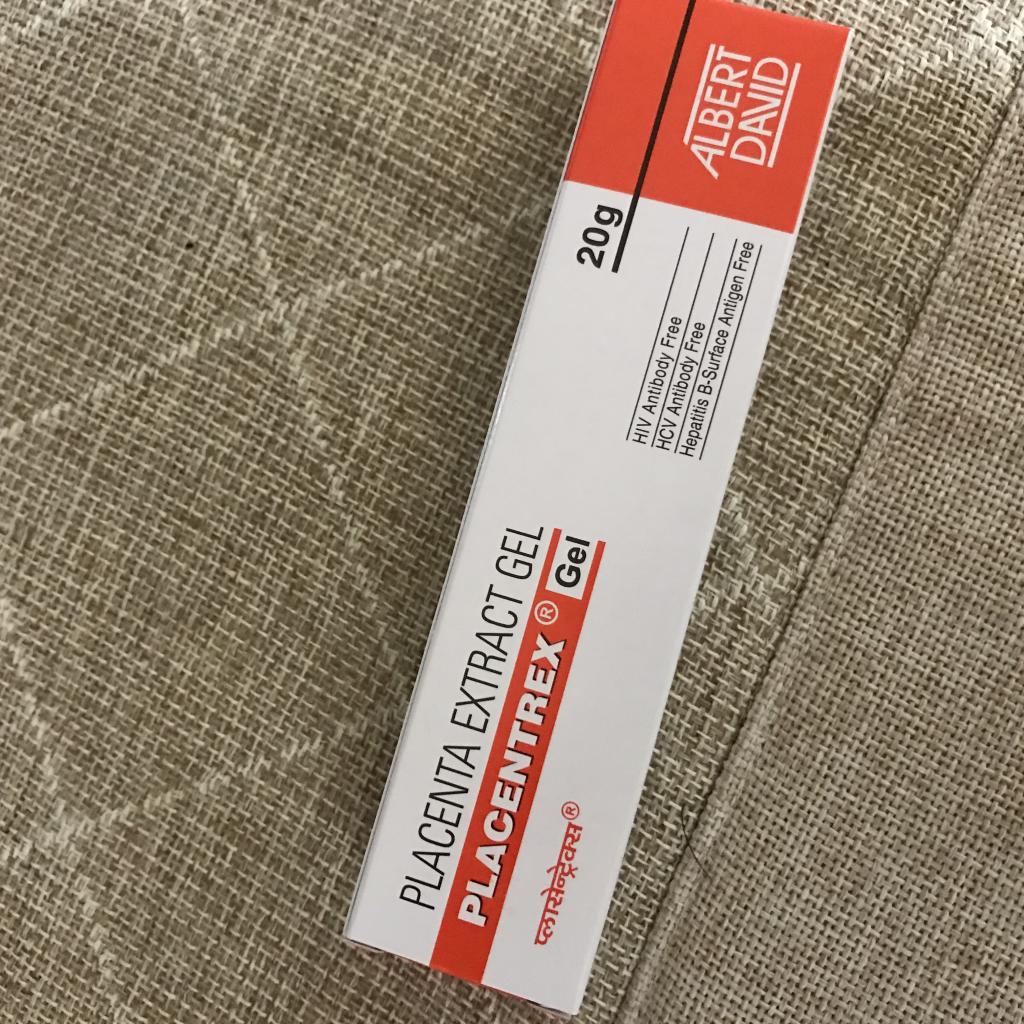 PLACENTA EXTRACT GEL
PLACENTREX® Gel
प्लासेन्ट्रेक्स®
20g
HIV Antibody Free
HCV Antibody Free
Hepatitis B-Surface Antigen Free
ALBERT
DAVID